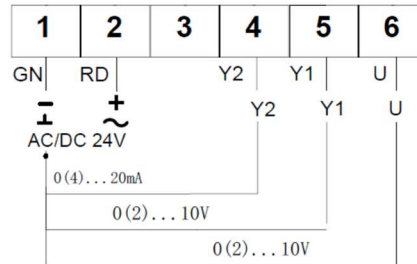 1 2 3 4 5 6
GN RD Y2 Y1 U
− + Y2 Y1 U
⊥ ~
AC/DC 24V
0(4)...20mA
0(2)...10V
0(2)...10V